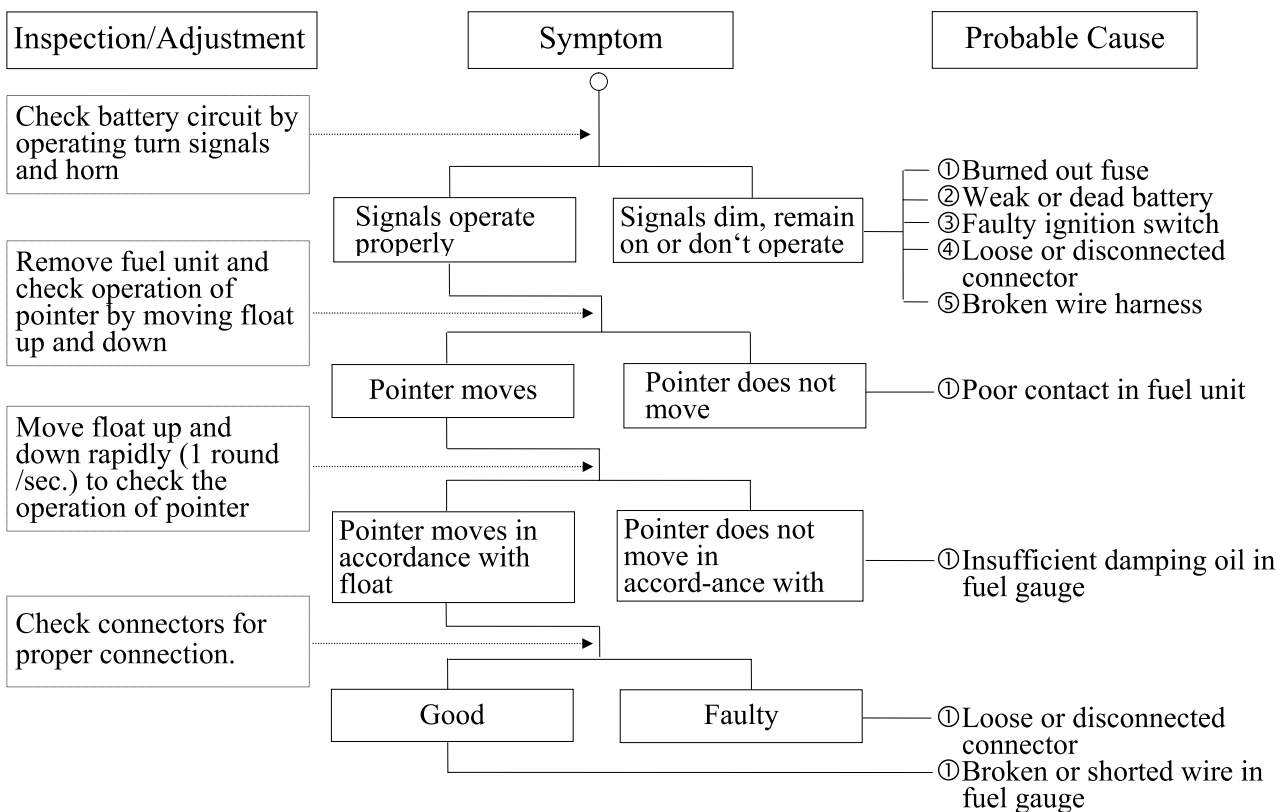 Inspection/Adjustment
Symptom
Probable Cause
Check battery circuit by
operating turn signals
and horn
Signals operate
properly
Signals dim, remain
on or don‘t operate
①Burned out fuse
②Weak or dead battery
③Faulty ignition switch
④Loose or disconnected
connector
⑤Broken wire harness
Remove fuel unit and
check operation of
pointer by moving float
up and down
Pointer moves
Pointer does not
move
①Poor contact in fuel unit
Move float up and
down rapidly (1 round
/sec.) to check the
operation of pointer
Pointer moves in
accordance with
float
Pointer does not
move in
accord-ance with
①Insufficient damping oil in
fuel gauge
Check connectors for
proper connection.
Good
Faulty
①Loose or disconnected
connector
①Broken or shorted wire in
fuel gauge